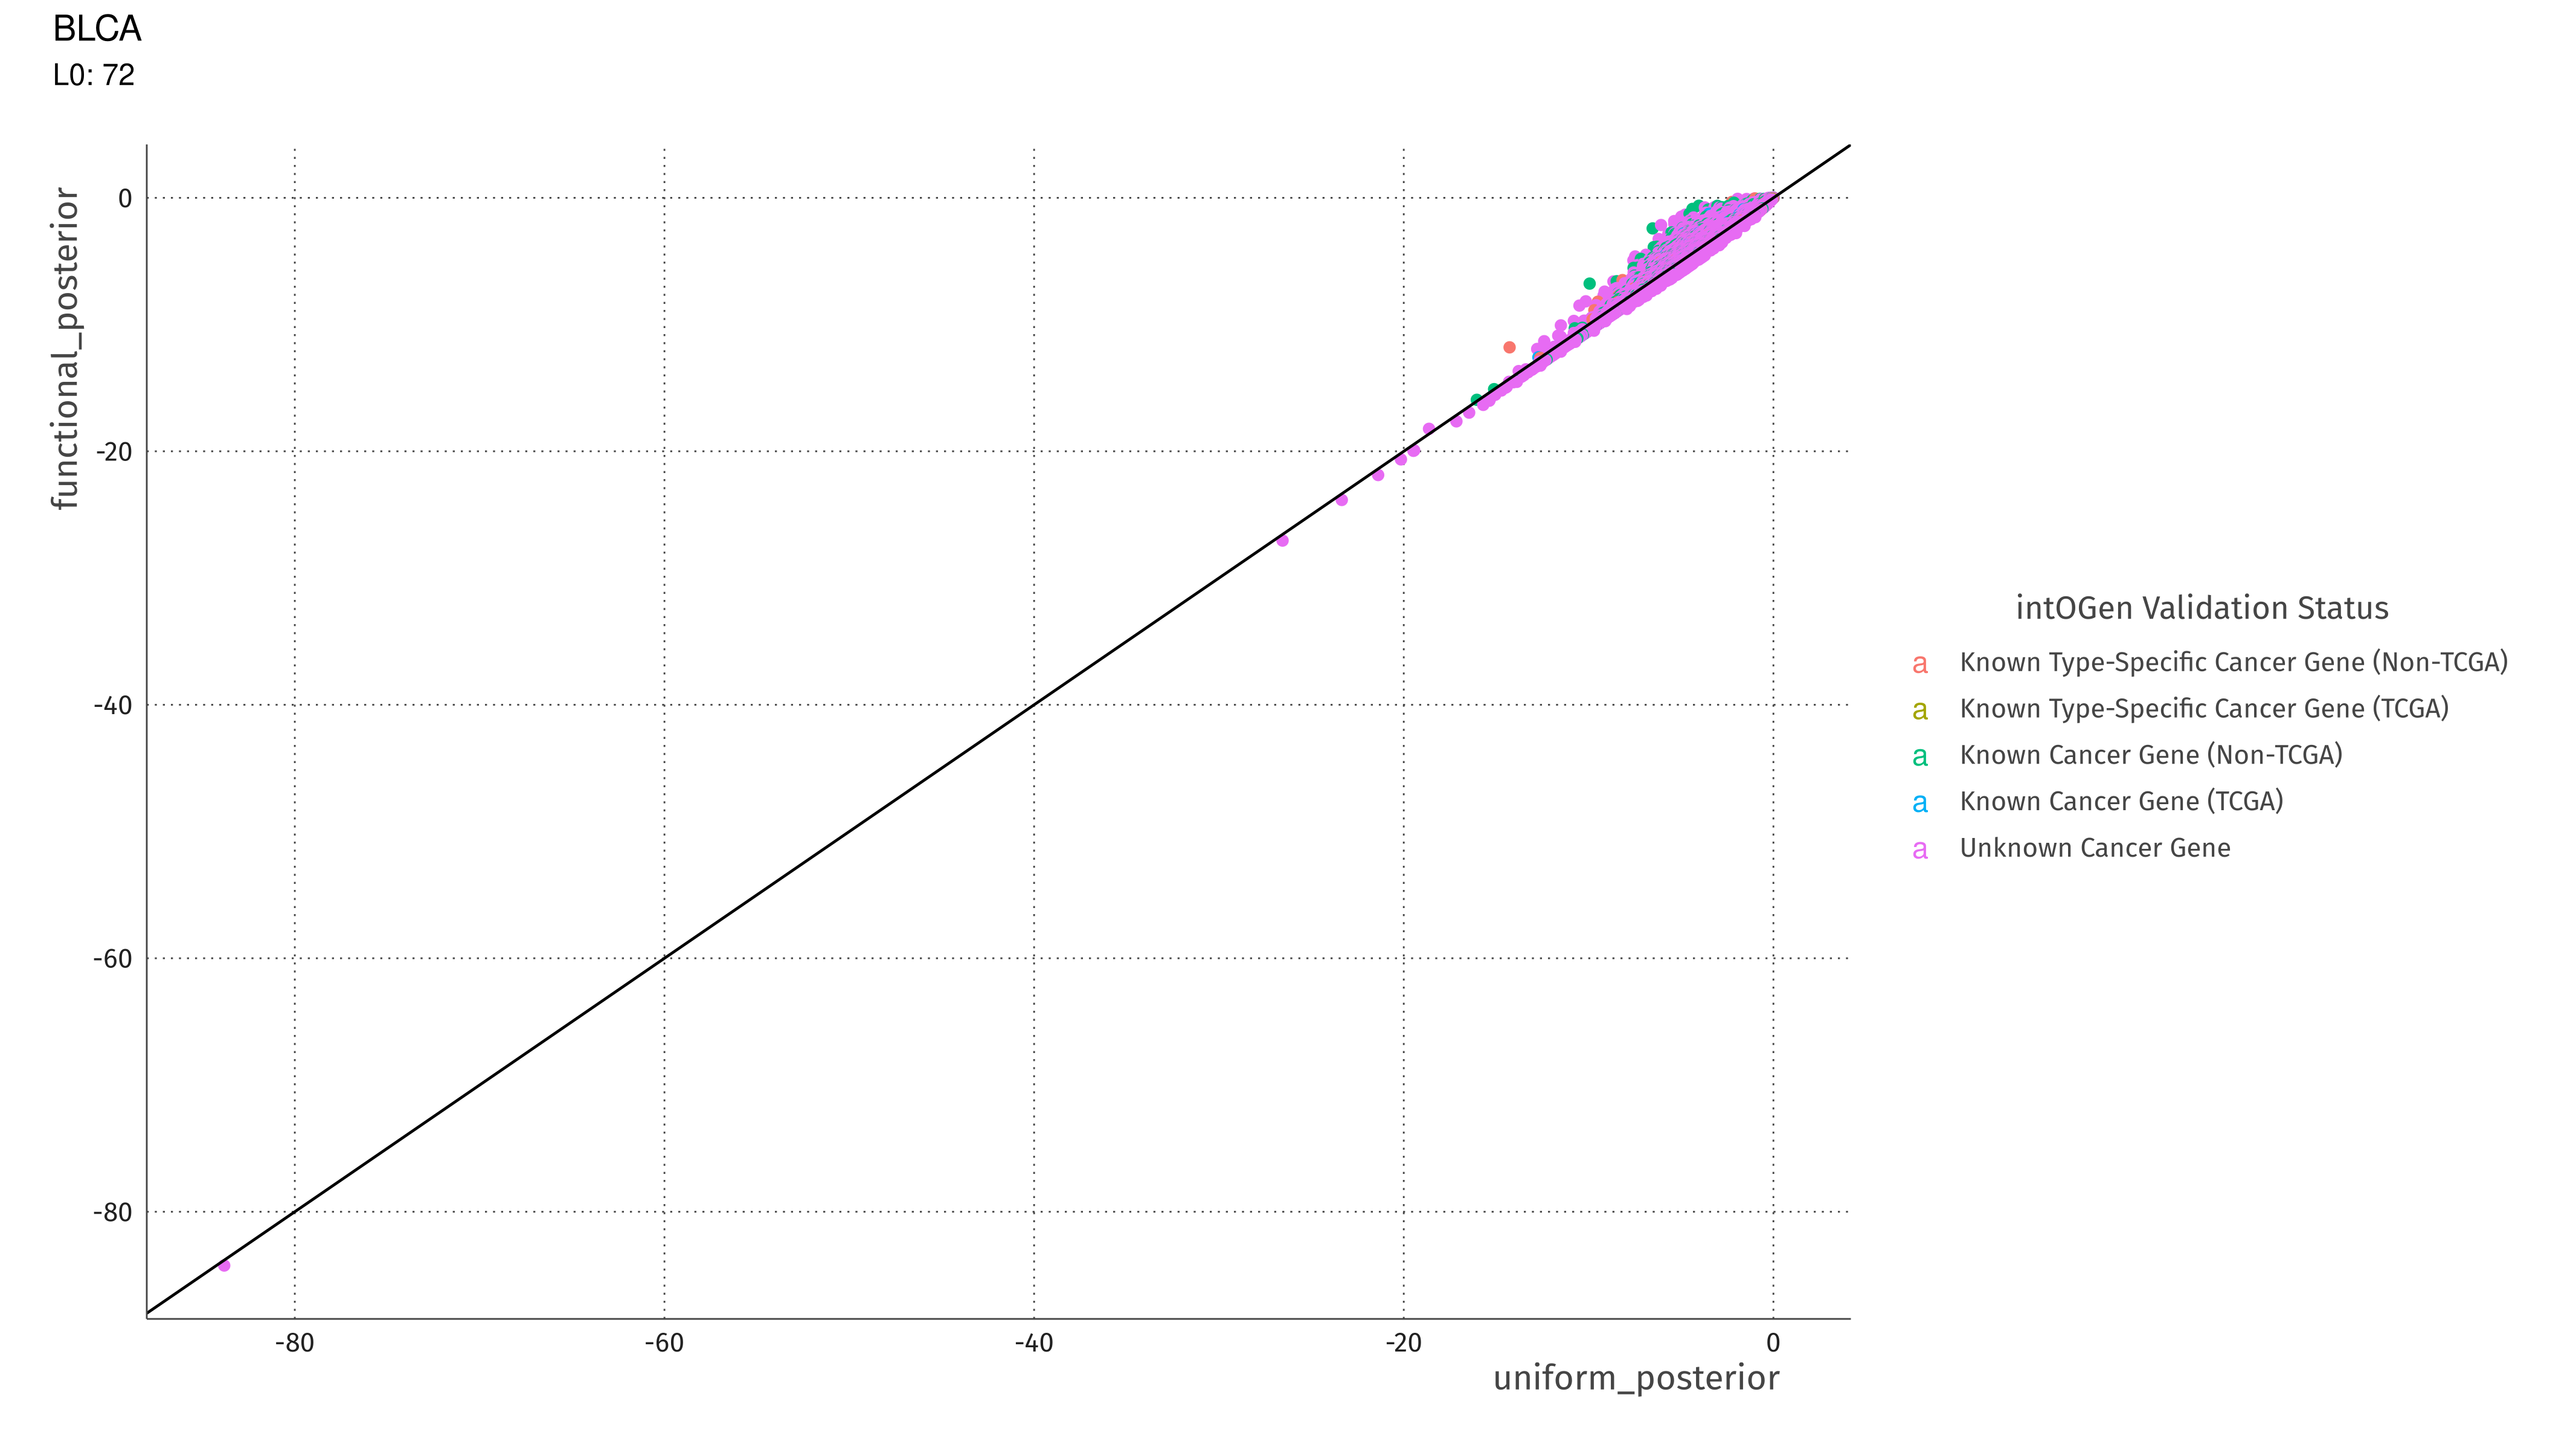 BLCA
L0: 72
functional_posterior
0
-20
-40
-60
-80
-80
-60
-40
-20
0
uniform_posterior
intOGen Validation Status
a Known Type-Specific Cancer Gene (Non-TCGA)
a Known Type-Specific Cancer Gene (TCGA)
a Known Cancer Gene (Non-TCGA)
a Known Cancer Gene (TCGA)
a Unknown Cancer Gene